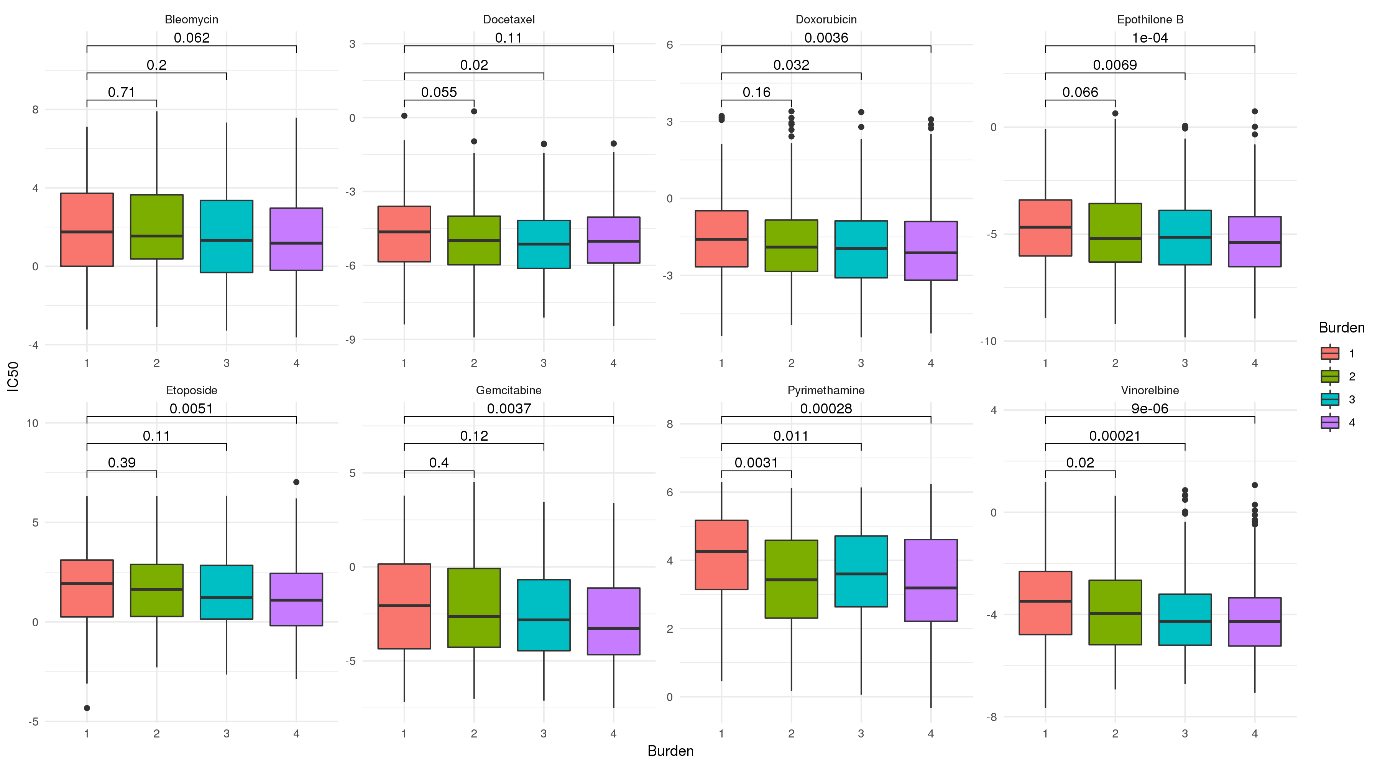 Bleomycin
Docetaxel
Doxorubicin
Epothilone B
0.062
0.2
0.71
8
4
0
-4
1 2 3 4
0.11
0.02
0.055
3
0
-3
-6
-9
1 2 3 4
0.0036
0.032
0.16
6
3
0
-3
1 2 3 4
1e-04
0.0069
0.066
0
-5
-10
1 2 3 4
IC50
Etoposide
Gemcitabine
Pyrimethamine
Vinorelbine
0.0051
0.11
0.39
10
5
0
-5
1 2 3 4
0.0037
0.12
0.4
5
0
-5
1 2 3 4
0.00028
0.011
0.0031
8
6
4
2
0
1 2 3 4
9e-06
0.00021
0.02
4
0
-4
-8
1 2 3 4
Burden
Burden
1
2
3
4